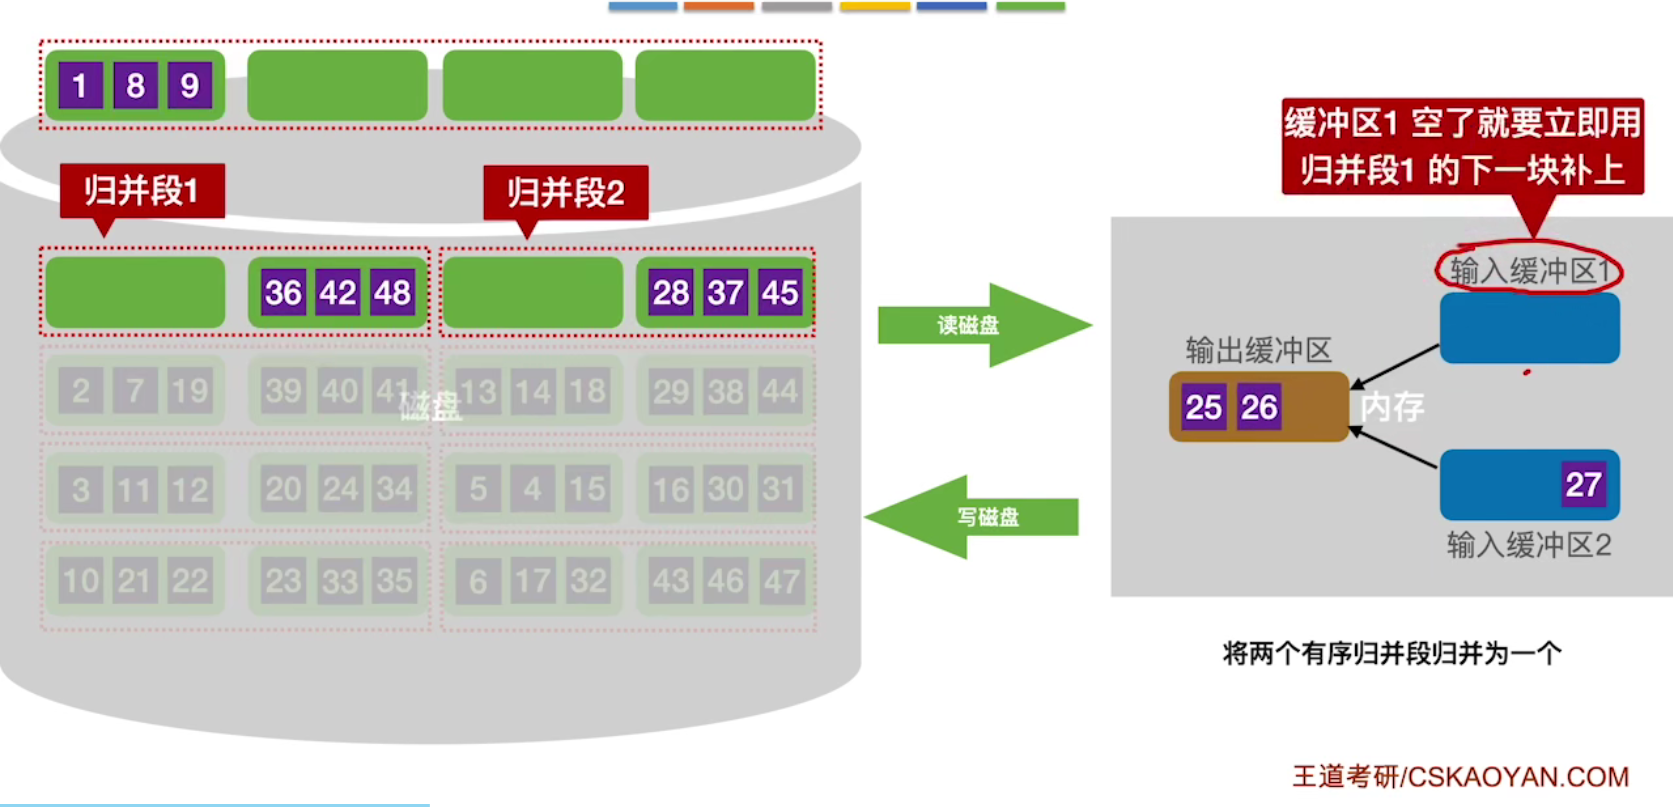 1 8 9
缓冲区1 空了就要立即用
归并段1 的下一块补上
归并段1
归并段2
36 42 48
28 37 45
读磁盘
输入缓冲区1
输出缓冲区
25 26
内存
27
输入缓冲区2
2 7 19
39 40 41
13 14 18
29 38 44
磁盘
3 11 12
20 24 34
5 4 15
16 30 31
写磁盘
10 21 22
23 33 35
6 17 32
43 46 47
将两个有序归并段归并为一个
王道考研/CSKAOYAN.COM